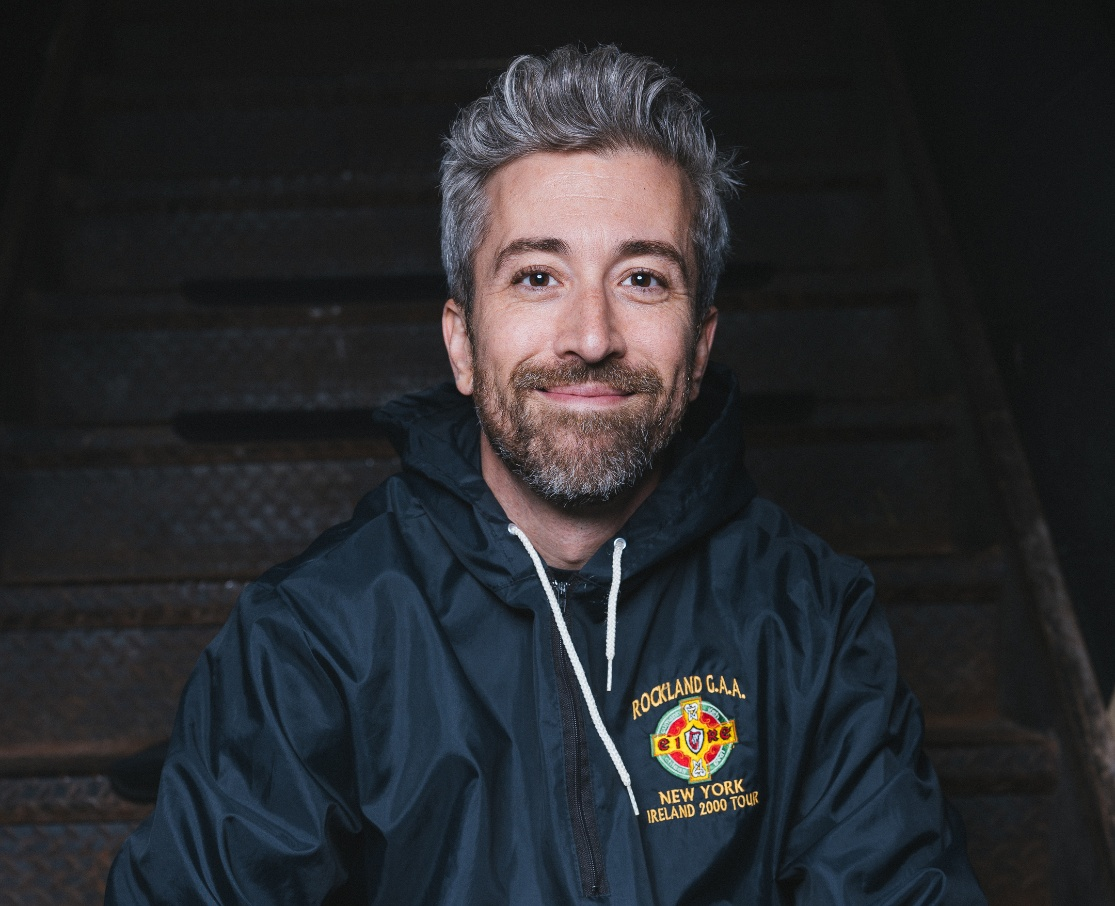 ROCKLAND G.A.A.
EIRE
NEW YORK
IRELAND 2000 TOUR